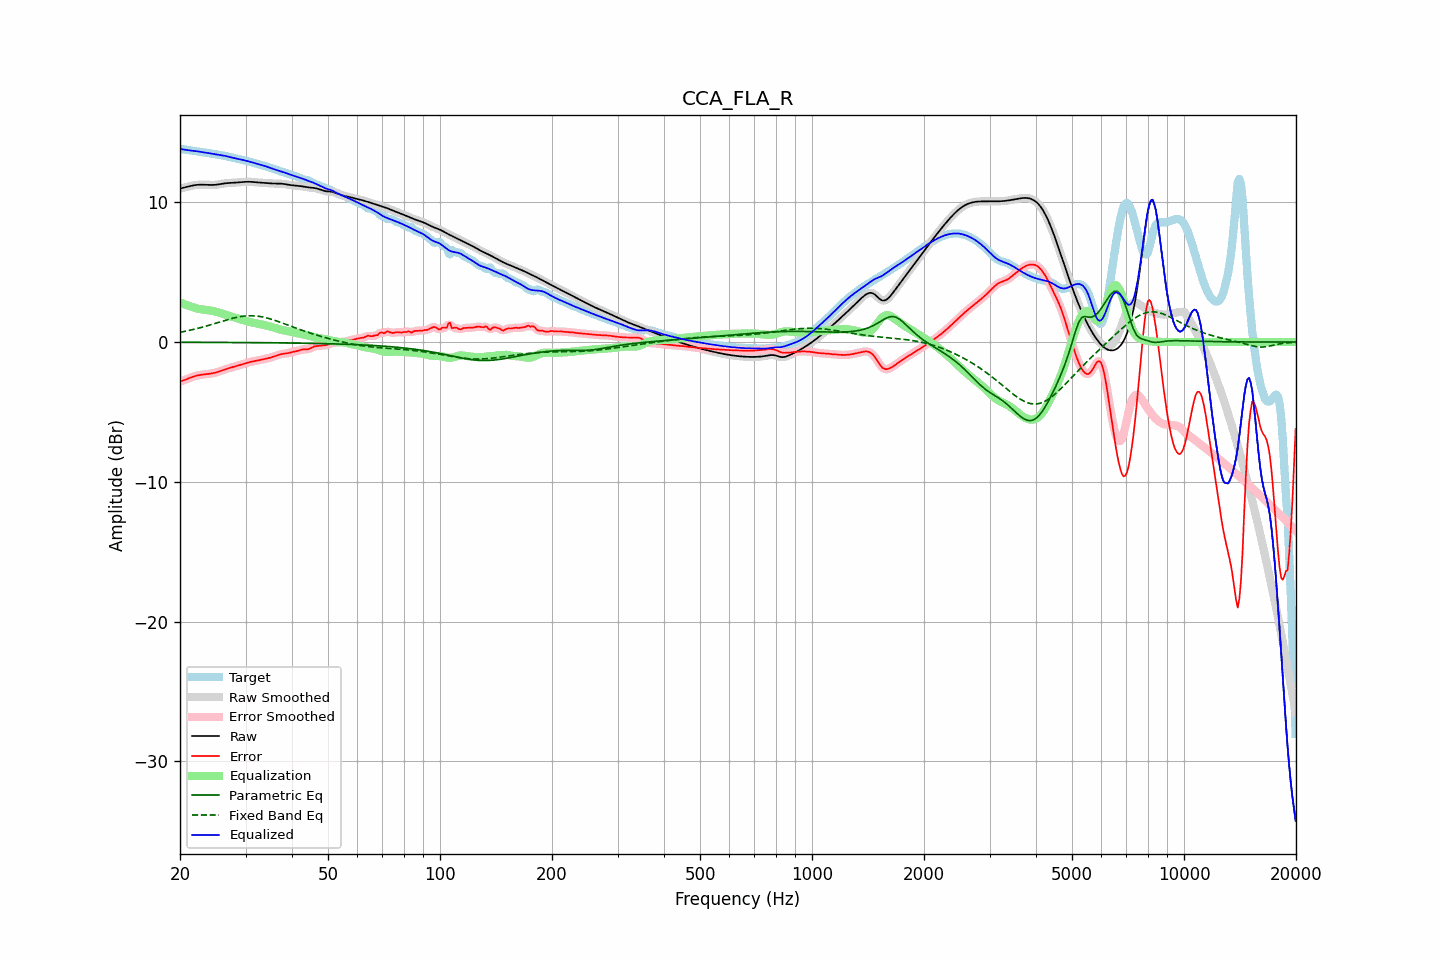 CCA_FLA_R
Amplitude (dBr)
10
0
−10
−20
−30
Target
Raw Smoothed
Error Smoothed
Raw
Error
Equalization
Parametric Eq
Fixed Band Eq
Equalized
20 50 100 200 500 1000 2000 5000 10000 20000
Frequency (Hz)